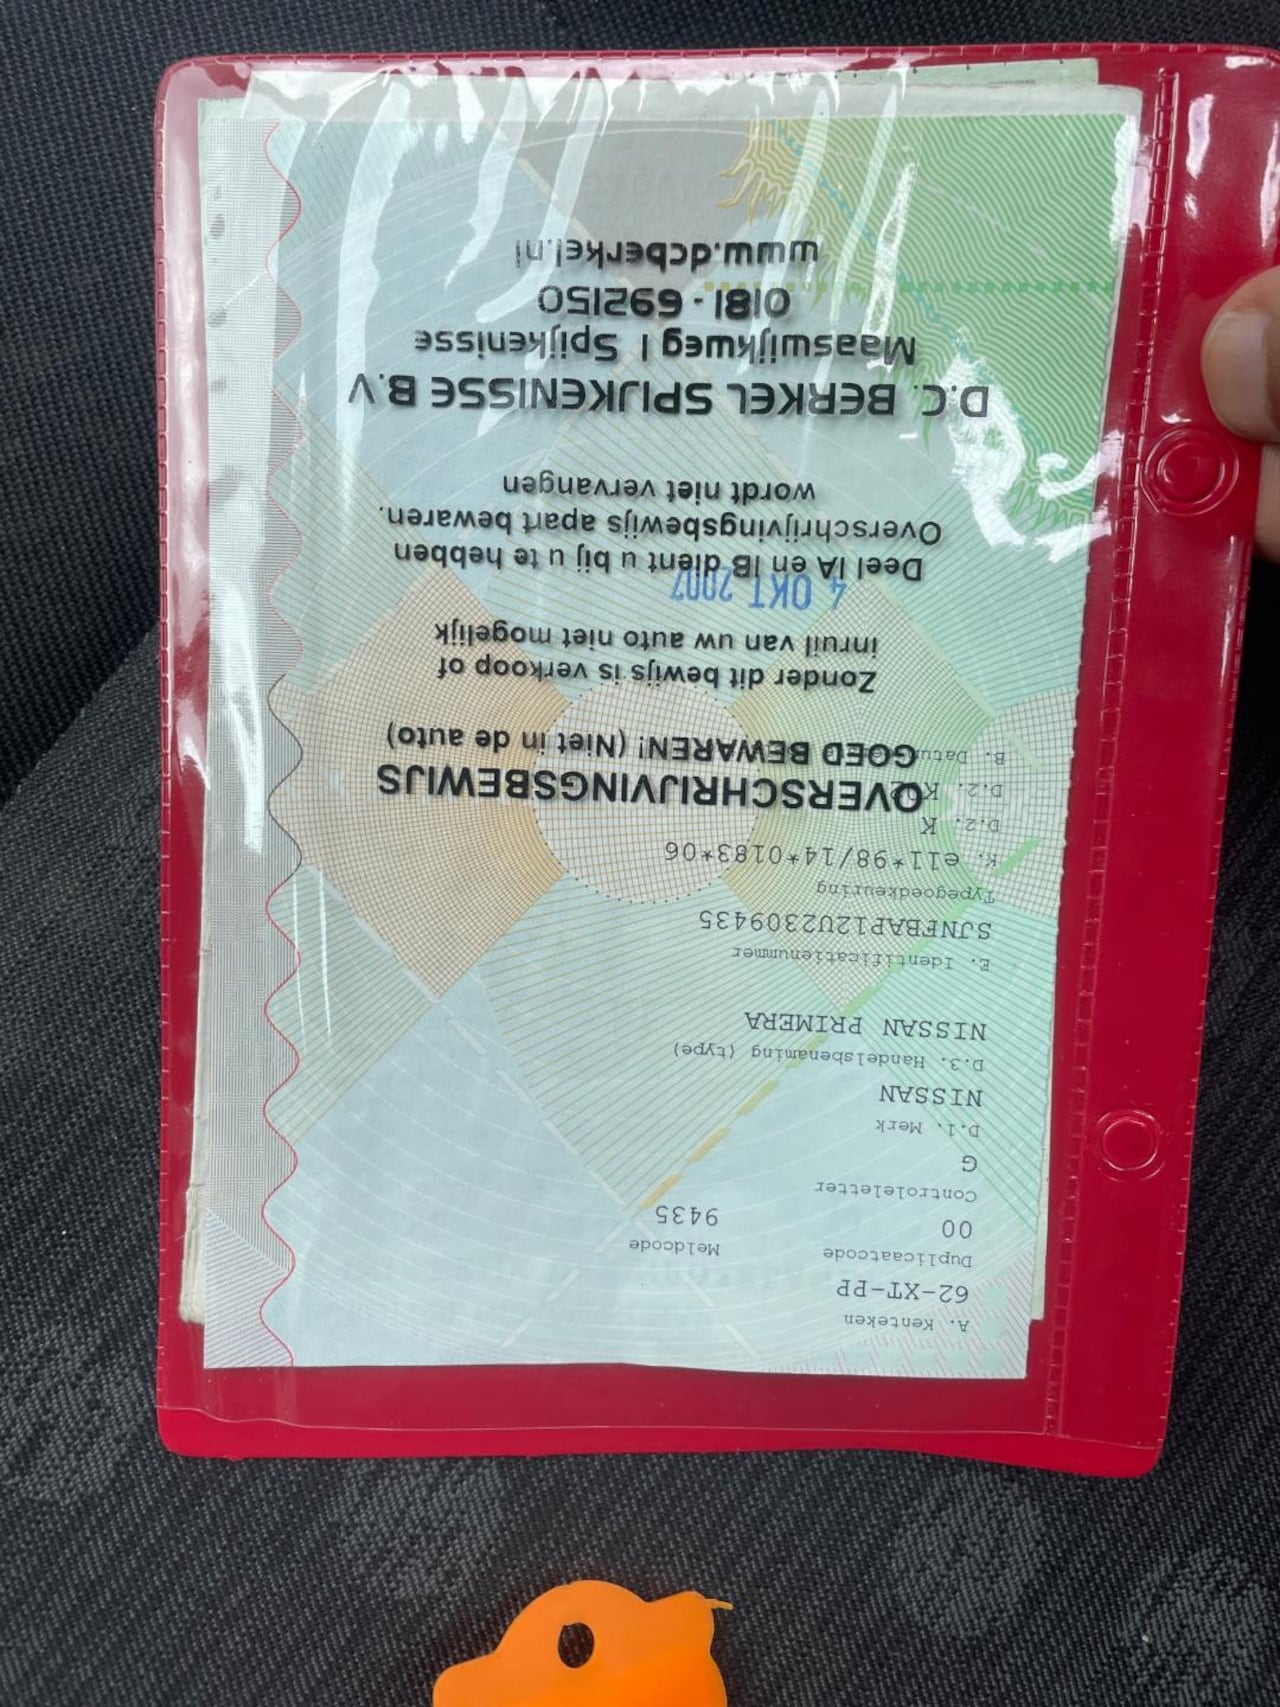 A. Kenteken
62-XT-PP
Duplicaatcode Meldcode
00 9435
Controleletter
G
D.1. Merk
NISSAN
D.3. Handelsbenaming (type)
NISSAN PRIMERA
E. Identificatienummer
SJNFBAP12U2309435
Typegoedkeuring
K. e11*98/14*0183*06
D.2. K
OVERSCHRIJVINGSBEWIJS
D.2.
GOED BEWAREN! (Niet in de auto)
B.
Zonder dit bewijs is verkoop of
inruil van uw auto niet mogelijk
4 OKT 2007
Deel IA en IB dient u bij u te hebben
Overschrijvingsbewijs apart bewaren,
wordt niet vervangen
D.C. BERKEL SPIJKENISSE B.V
Maaswijkweg 1 Spijkenisse
0181 - 692150
www.dcberkel.nl